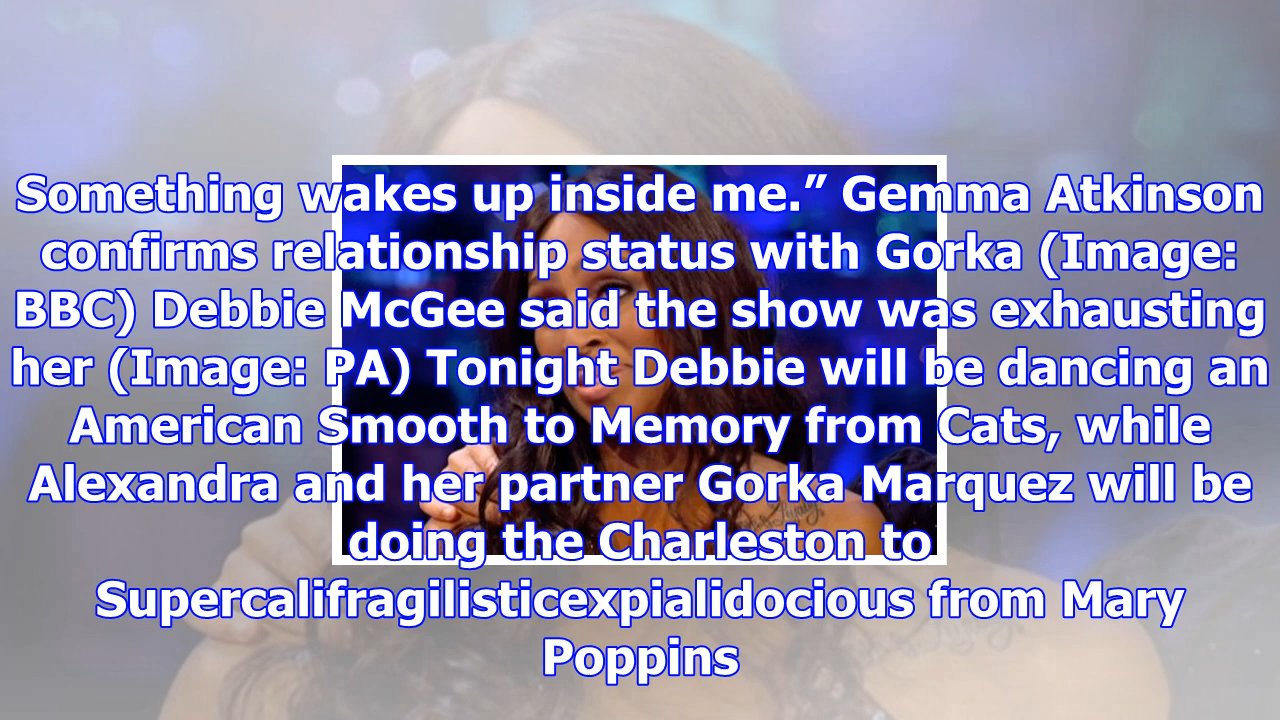 Something wakes up inside me.” Gemma Atkinson
confirms relationship status with Gorka (Image:
BBC) Debbie McGee said the show was exhausting
her (Image: PA) Tonight Debbie will be dancing an
American Smooth to Memory from Cats, while
Alexandra and her partner Gorka Marquez will be
doing the Charleston to
Supercalifragilisticexpialidocious from Mary
Poppins